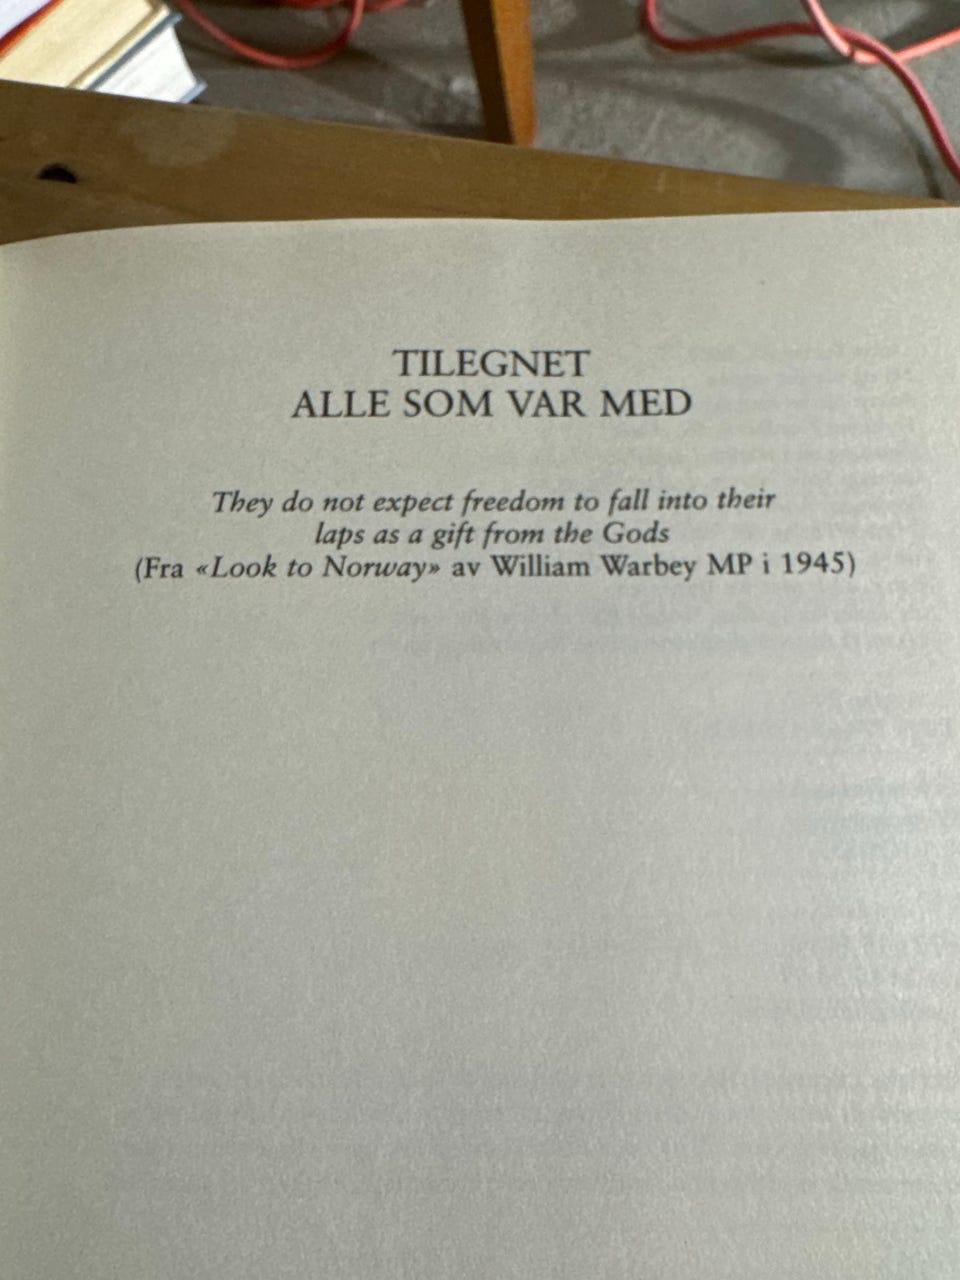 TILEGNET
ALLE SOM VAR MED
They do not expect freedom to fall into their
laps as a gift from the Gods
(Fra «Look to Norway» av William Warbey MP i 1945)